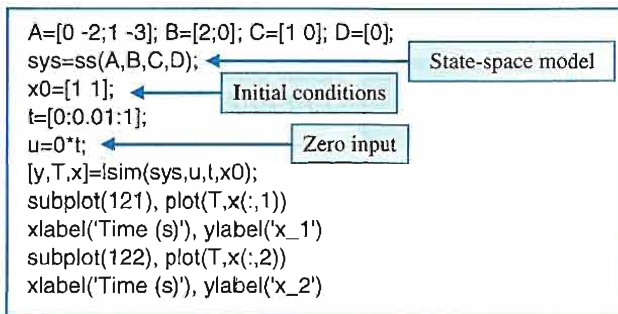 A=[0 -2;1 -3]; B=[2;0]; C=[1 0]; D=[0];
sys=ss(A,B,C,D);
State-space model
x0=[1 1];
Initial conditions
t=[0:0.01:1];
u=0*t;
Zero input
[y,T,x]=lsim(sys,u,t,x0);
subplot(121), plot(T,x(:,1))
xlabel('Time (s)'), ylabel('x_1')
subplot(122), plot(T,x(:,2))
xlabel('Time (s)'), ylabel('x_2')